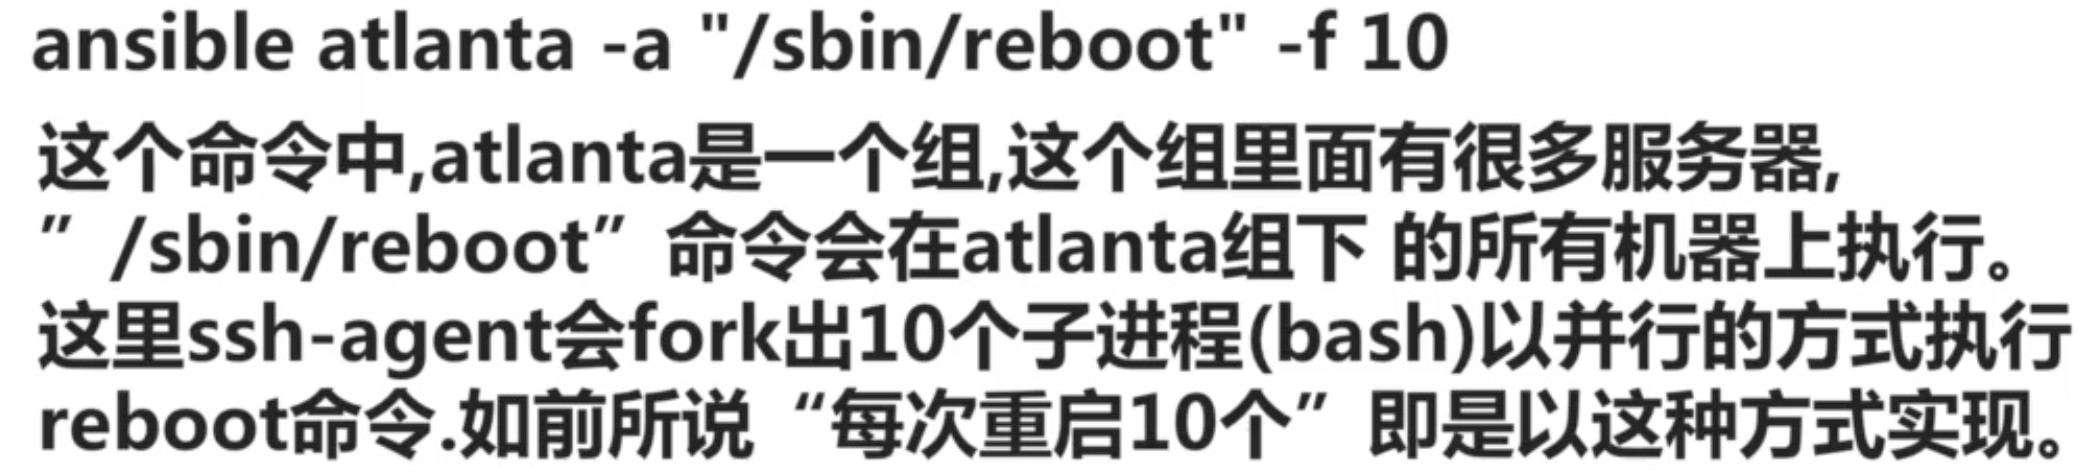 ansible atlanta -a "/sbin/reboot" -f 10
这个命令中,atlanta是一个组,这个组里面有很多服务器,
”/sbin/reboot”命令会在atlanta组下 的所有机器上执行。
这里ssh-agent会fork出10个子进程(bash)以并行的方式执行
reboot命令.如前所说“每次重启10个”即是以这种方式实现。